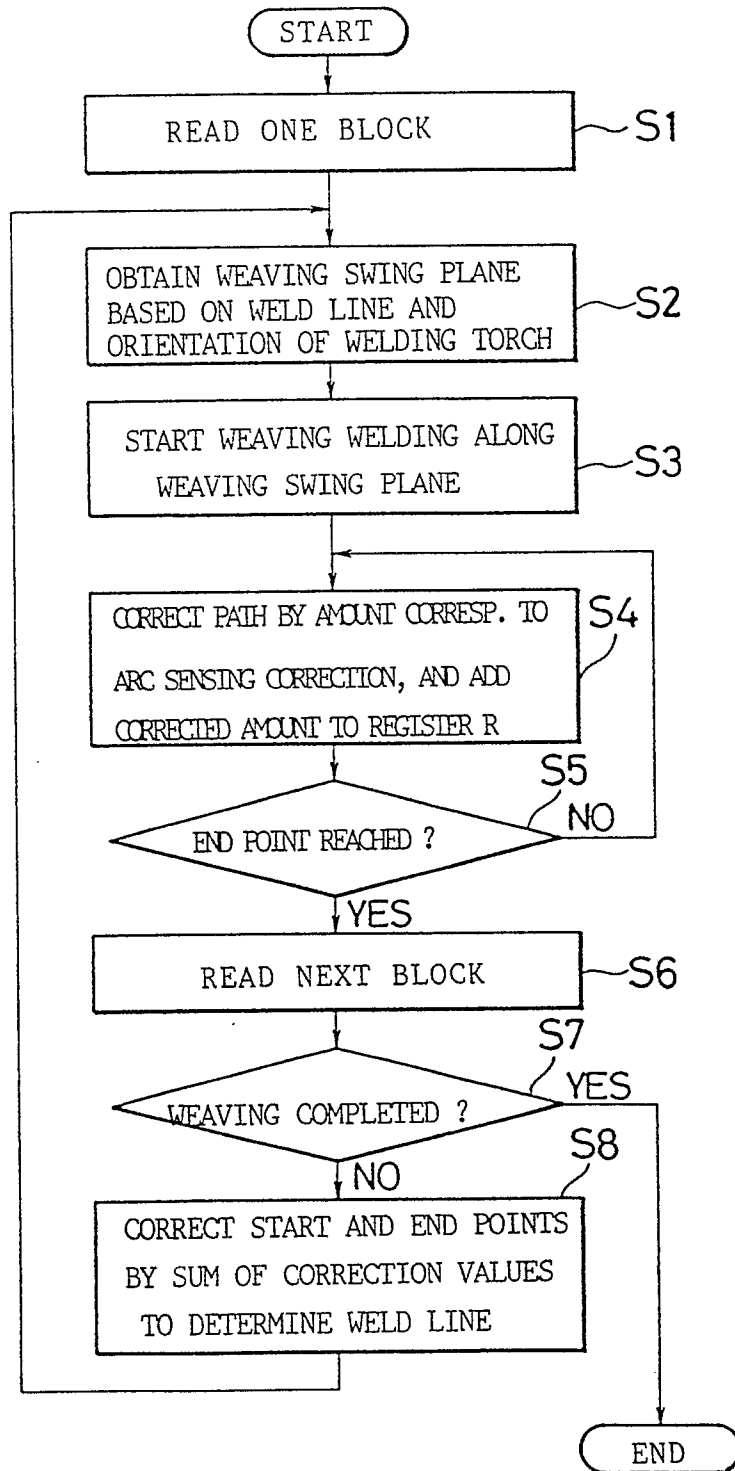 START
READ ONE BLOCK
S1
OBTAIN WEAVING SWING PLANE
BASED ON WELD LINE AND
ORIENTATION OF WELDING TORCH
S2
START WEAVING WELDING ALONG
WEAVING SWING PLANE
S3
CORRECT PATH BY AMOUNT CORRESP. TO
ARC SENSING CORRECTION, AND ADD
CORRECTED AMOUNT TO REGISTER R
S4
END POINT REACHED ?
S5
NO
YES
READ NEXT BLOCK
S6
WEAVING COMPLETED ?
S7
YES
NO
CORRECT START AND END POINTS
BY SUM OF CORRECTION VALUES
TO DETERMINE WELD LINE
S8
END